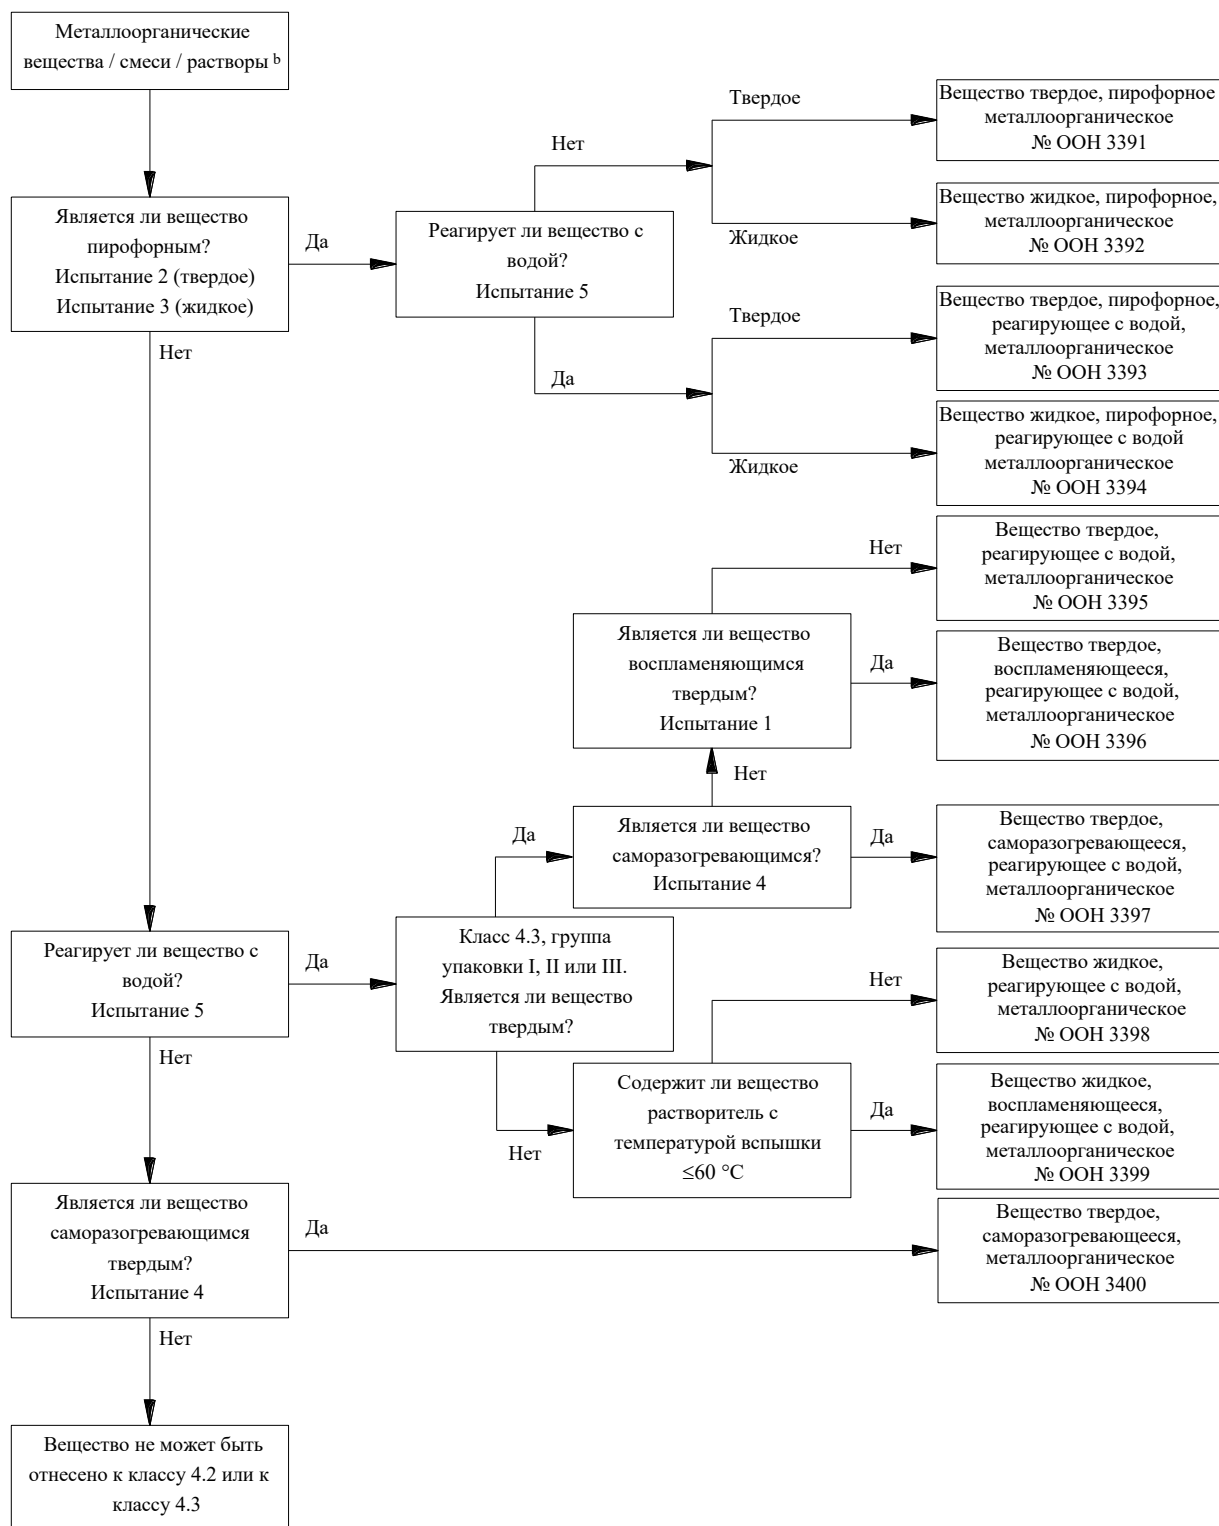 Металлоорганические
вещества / смеси / растворы ᵇ
Твердое
Вещество твердое, пирофорное
металлоорганическое
№ ООН 3391
Нет
Является ли вещество
пирофорным?
Испытание 2 (твердое)
Испытание 3 (жидкое)
Да
Реагирует ли вещество с
водой?
Испытание 5
Жидкое
Вещество жидкое, пирофорное,
металлоорганическое
№ ООН 3392
Твердое
Вещество твердое, пирофорное,
реагирующее с водой,
металлоорганическое
№ ООН 3393
Нет
Да
Жидкое
Вещество жидкое, пирофорное,
реагирующее с водой
металлоорганическое
№ ООН 3394
Нет
Вещество твердое,
реагирующее с водой,
металлоорганическое
№ ООН 3395
Является ли вещество
воспламеняющимся
твердым?
Испытание 1
Да
Вещество твердое,
воспламеняющееся,
реагирующее с водой,
металлоорганическое
№ ООН 3396
Нет
Да
Является ли вещество
саморазогревающимся?
Испытание 4
Да
Вещество твердое,
саморазогревающееся,
реагирующее с водой,
металлоорганическое
№ ООН 3397
Реагирует ли вещество с
водой?
Испытание 5
Да
Класс 4.3, группа
упаковки I, II или III.
Является ли вещество
твердым?
Нет
Вещество жидкое,
реагирующее с водой,
металлоорганическое
№ ООН 3398
Нет
Нет
Содержит ли вещество
растворитель с
температурой вспышки
≤60 °C
Да
Вещество жидкое,
воспламеняющееся,
реагирующее с водой,
металлоорганическое
№ ООН 3399
Является ли вещество
саморазогревающимся
твердым?
Испытание 4
Да
Вещество твердое,
саморазогревающееся,
металлоорганическое
№ ООН 3400
Нет
Вещество не может быть
отнесено к классу 4.2 или к
классу 4.3